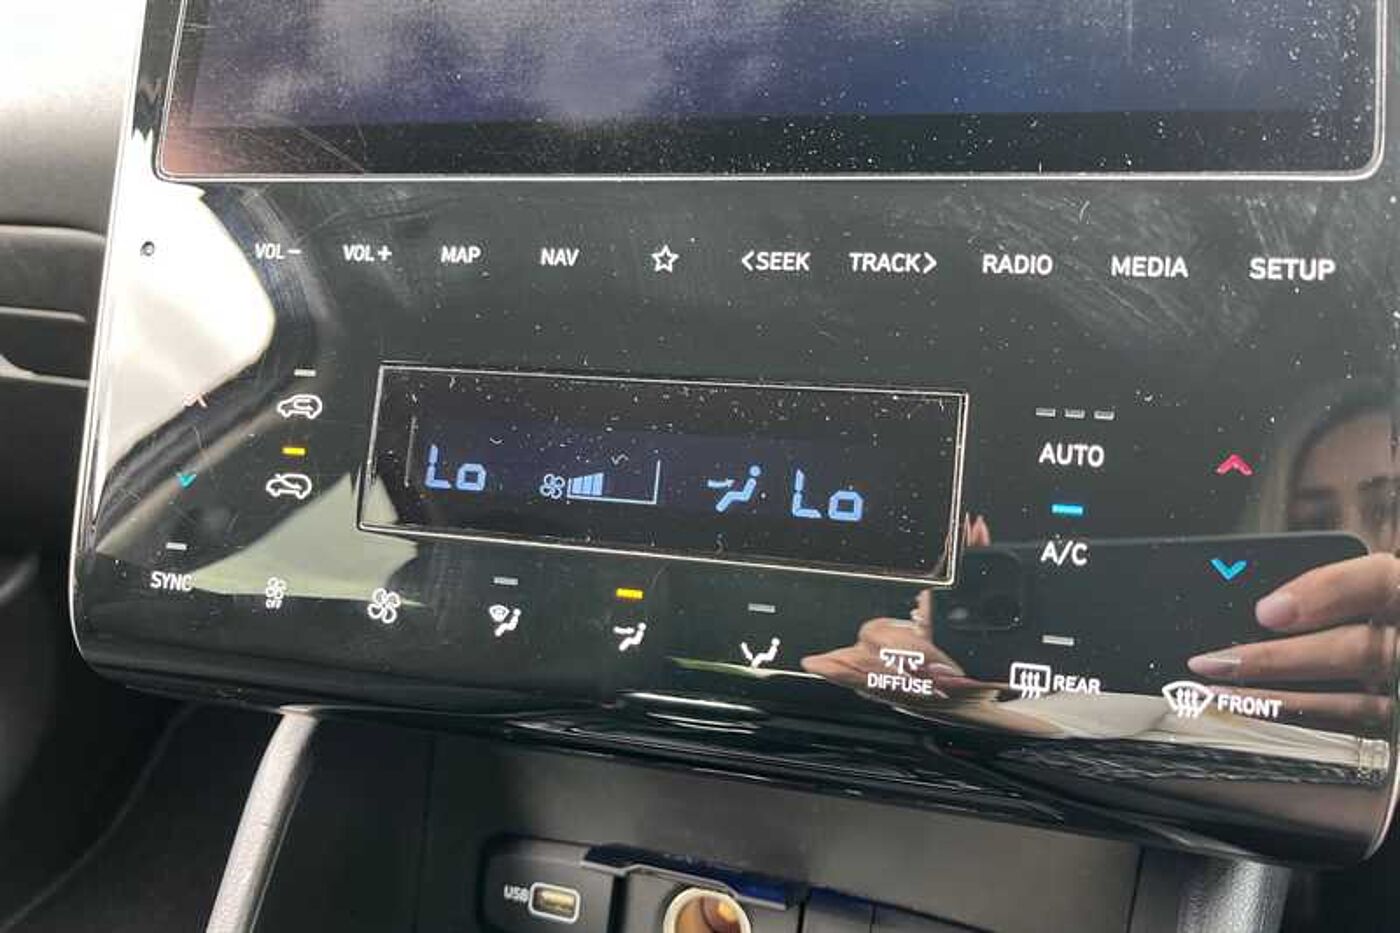 VOL− VOL+ MAP NAV <SEEK TRACK> RADIO MEDIA SETUP
AUTO
Lo Lo
A/C
SYNC
OFF
DIFFUSE REAR FRONT
USB